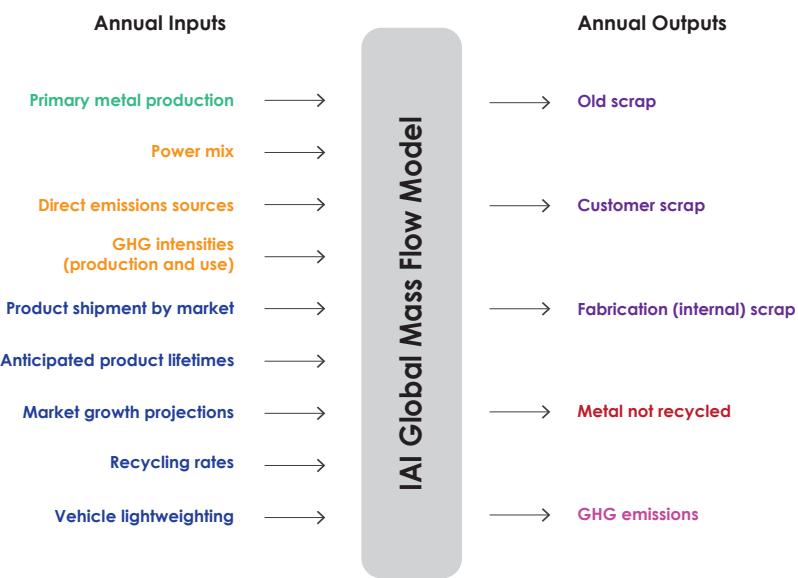 Annual Inputs
Primary metal production
Power mix
Direct emissions sources
GHG intensities
(production and use)
Product shipment by market
Anticipated product lifetimes
Market growth projections
Recycling rates
Vehicle lightweighting
IAI Global Mass Flow Model
Annual Outputs
Old scrap
Customer scrap
Fabrication (internal) scrap
Metal not recycled
GHG emissions